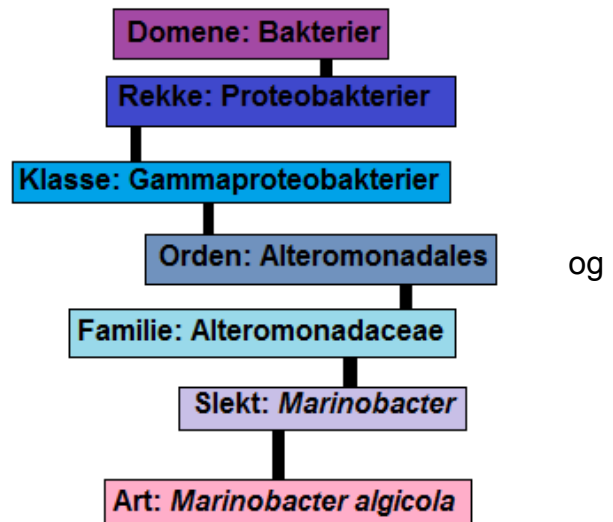 Domene: Bakterier
Rekke: Proteobakterier
Klasse: Gammaproteobakterier
Orden: Alteromonadales
og
Familie: Alteromonadaceae
Slekt: Marinobacter
Art: Marinobacter algicola